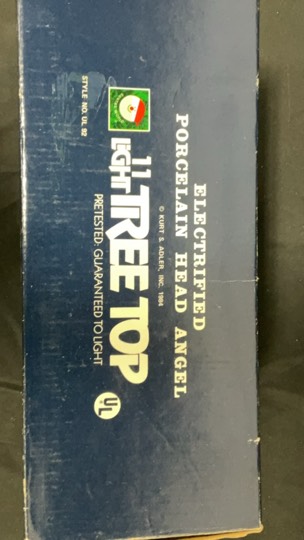 ELECTRIFIED
PORCELAIN HEAD ANGEL
© KURT S. ADLER, INC. 1984
11
LIGHT TREE TOP
PRETESTED: GUARANTEED TO LIGHT
UL
STYLE NO. UL 92